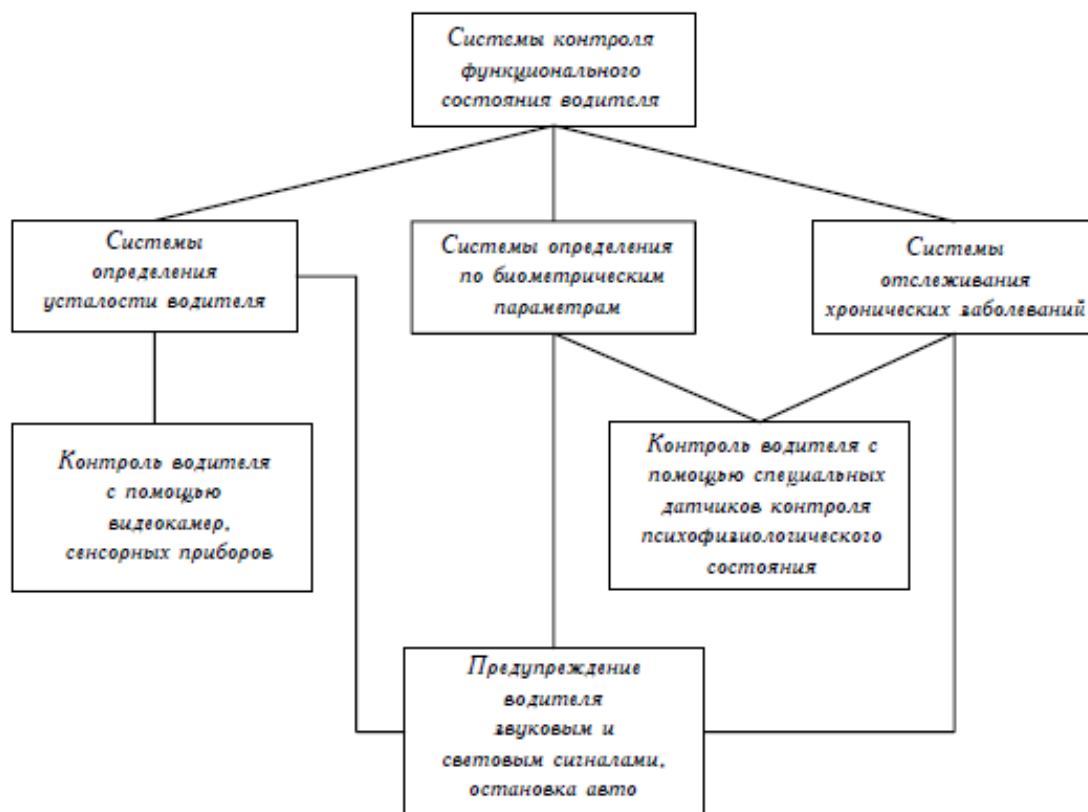 Системы контроля
функционального
состояния водителя
Системы
определения
усталости водителя
Системы определения
по биометрическим
параметрам
Системы
отслеживания
хронических заболеваний
Контроль водителя
с помощью
видеокамер,
сенсорных приборов
Контроль водителя с
помощью специальных
датчиков контроля
психофизиологического
состояния
Предупреждение
водителя
звуковым и
световым сигналами,
остановка авто